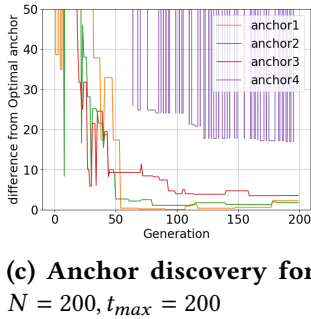 difference from Optimal anchor
50
40
30
20
10
0
anchor1
anchor2
anchor3
anchor4
0 50 100 150 200
Generation
(c) Anchor discovery for
N = 200, t_max = 200